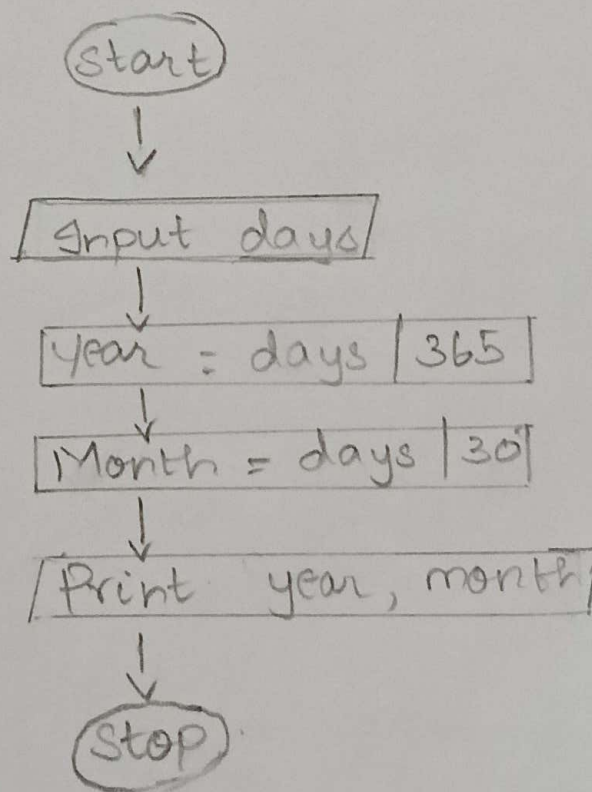 Start
Input days
Year = days / 365
Month = days / 30
Print year, month
Stop